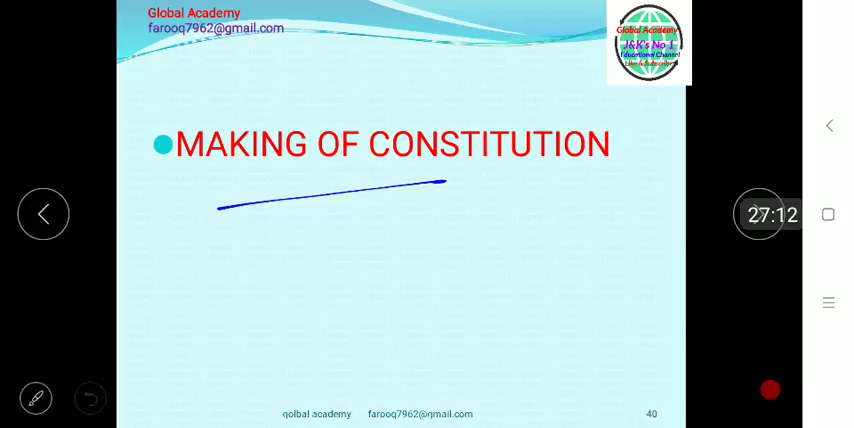 Global Academy
farooq7962@gmail.com
Global Academy
J&K's No 1
Educational Channel
Like & Subscribe
MAKING OF CONSTITUTION
27:12
golbal academy farooq7962@gmail.com 40